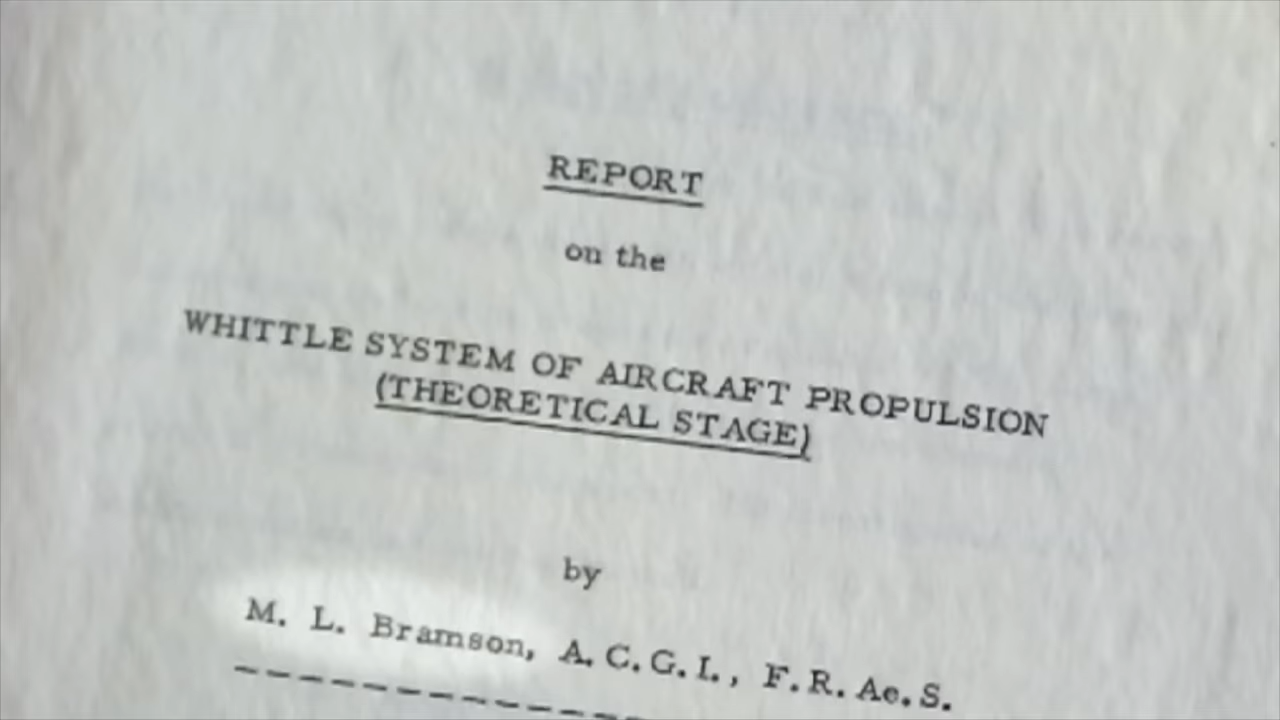 REPORT
on the
WHITTLE SYSTEM OF AIRCRAFT PROPULSION
(THEORETICAL STAGE)
by
M. L. Bramson, A.C.G.I., F.R.Ae.S.